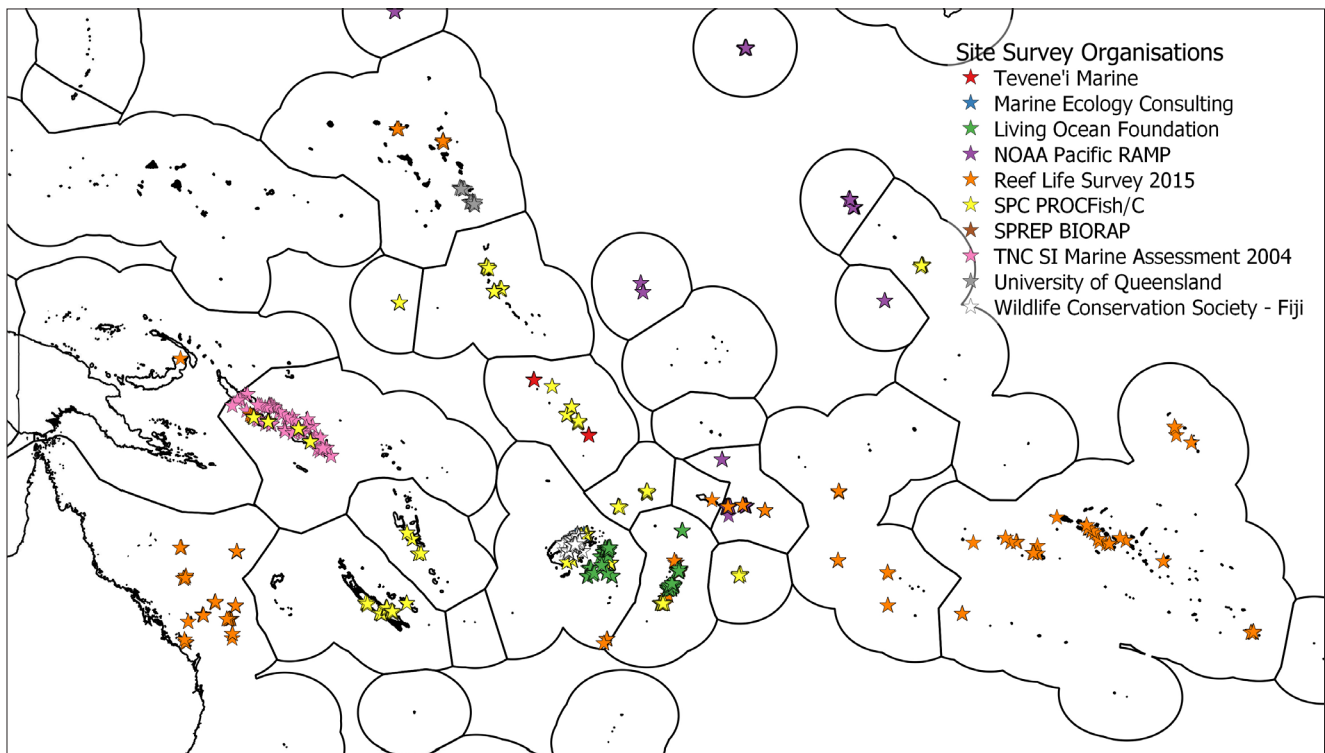 Site Survey Organisations
Tevene'i Marine
Marine Ecology Consulting
Living Ocean Foundation
NOAA Pacific RAMP
Reef Life Survey 2015
SPC PROCFish/C
SPREP BIORAP
TNC SI Marine Assessment 2004
University of Queensland
Wildlife Conservation Society - Fiji